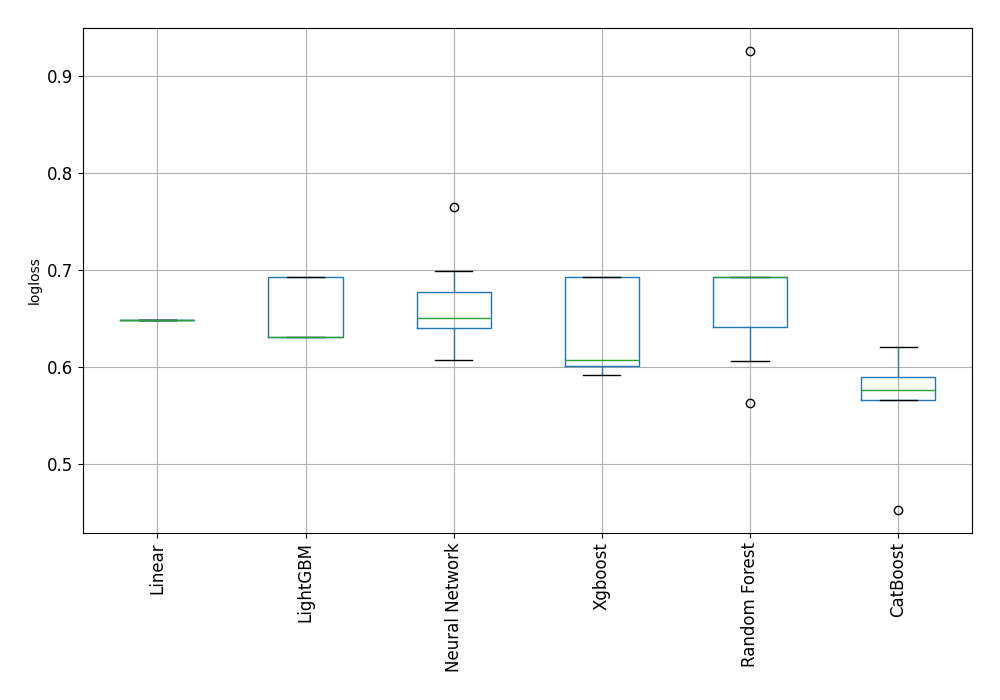 0.9
0.8
0.7
0.6
0.5
logloss
Linear
LightGBM
Neural Network
Xgboost
Random Forest
CatBoost